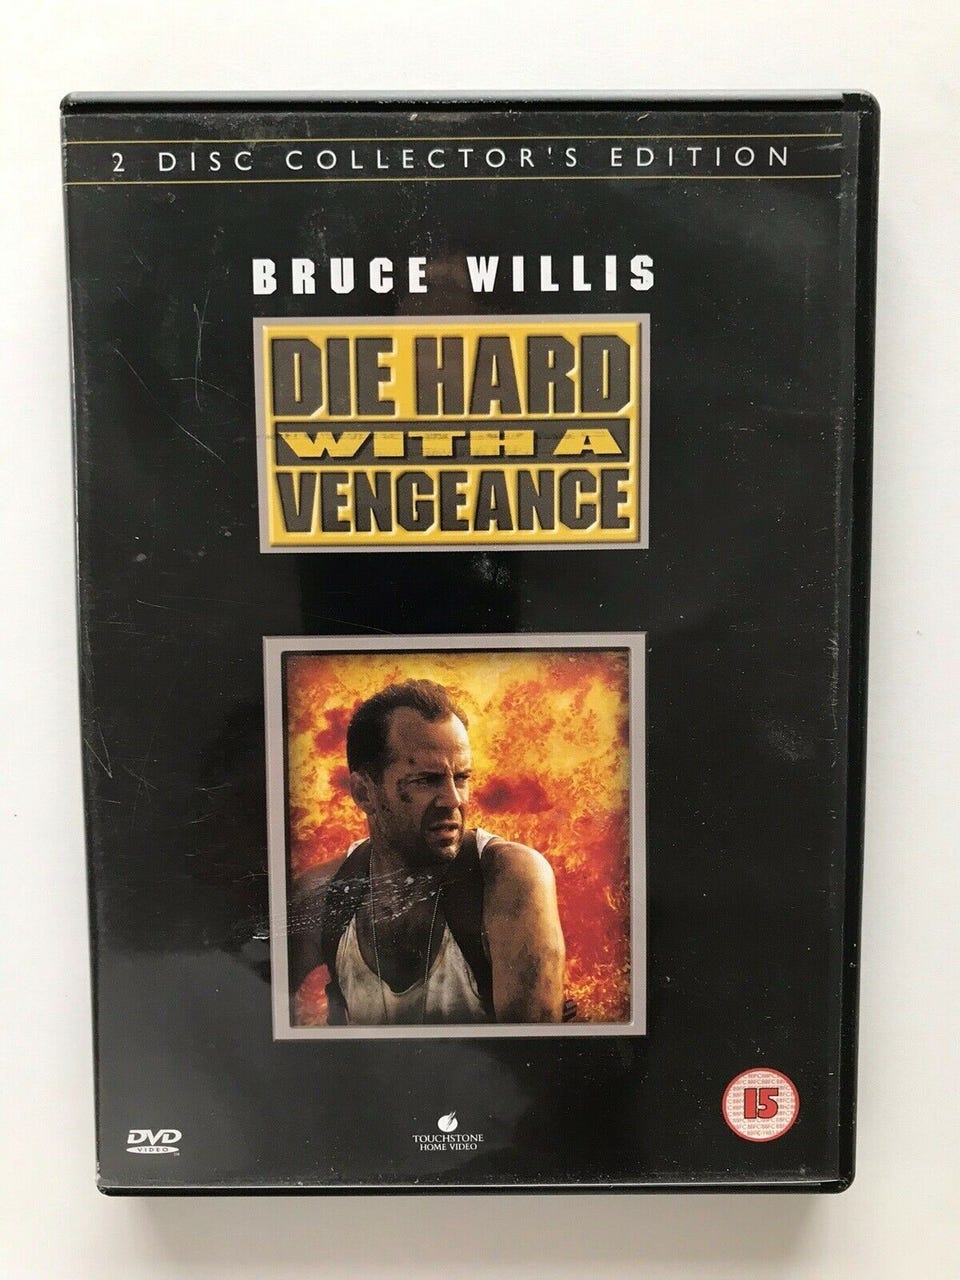 2 DISC COLLECTOR'S EDITION
BRUCE WILLIS
DIE HARD
WITH A
VENGEANCE
15
DVD
VIDEO
TOUCHSTONE
HOME VIDEO